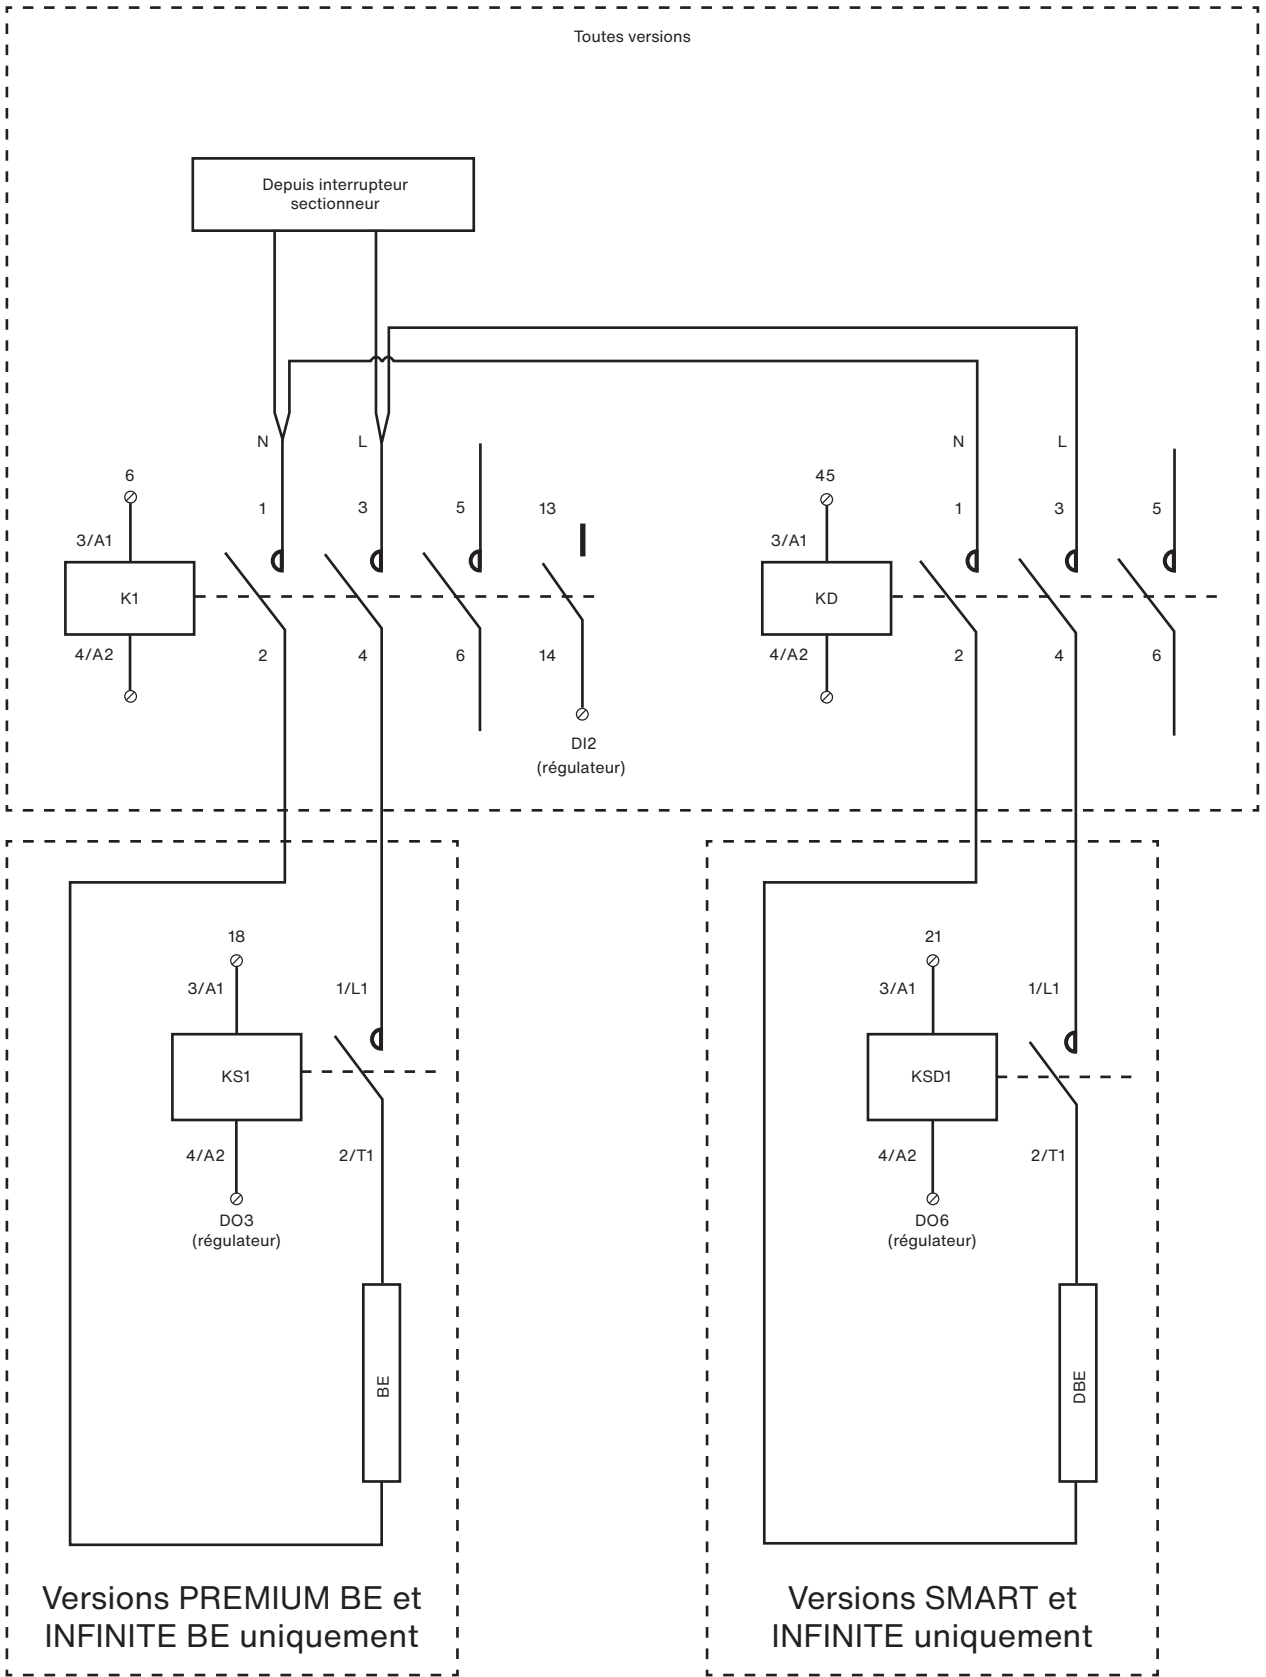 Toutes versions
Depuis interrupteur
sectionneur
N L N L
6 45
1 3 5 13 1 3 5
3/A1 3/A1
K1 KD
4/A2 2 4 6 14 4/A2 2 4 6
DI2
(régulateur)
18 21
3/A1 1/L1 3/A1 1/L1
KS1 KSD1
4/A2 2/T1 4/A2 2/T1
DO3 DO6
(régulateur) (régulateur)
BE DBE
Versions PREMIUM BE et
INFINITE BE uniquement
Versions SMART et
INFINITE uniquement